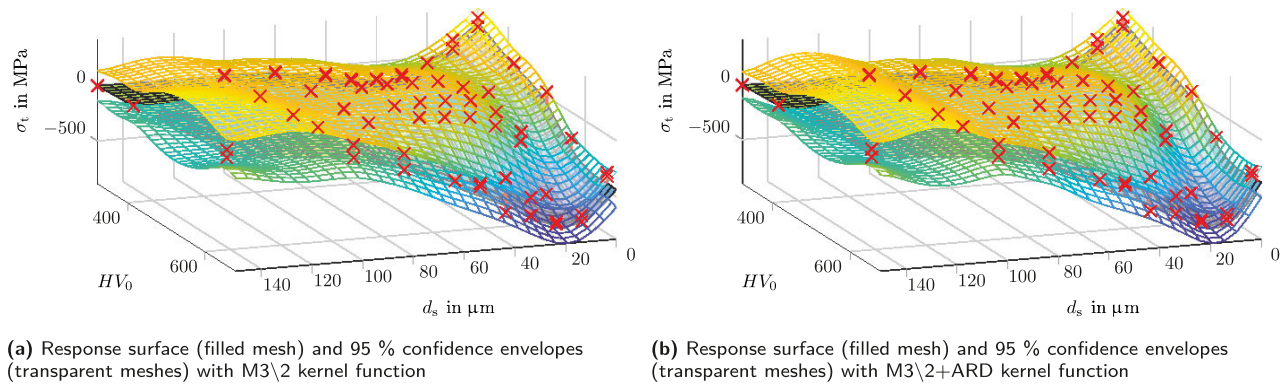 0
−500
σt in MPa
400
600
HV0
140
120
100
80
60
40
20
0
ds in µm
(a) Response surface (filled mesh) and 95 % confidence envelopes
(transparent meshes) with M3\2 kernel function
0
−500
σt in MPa
400
600
HV0
140
120
100
80
60
40
20
0
ds in µm
(b) Response surface (filled mesh) and 95 % confidence envelopes
(transparent meshes) with M3\2+ARD kernel function